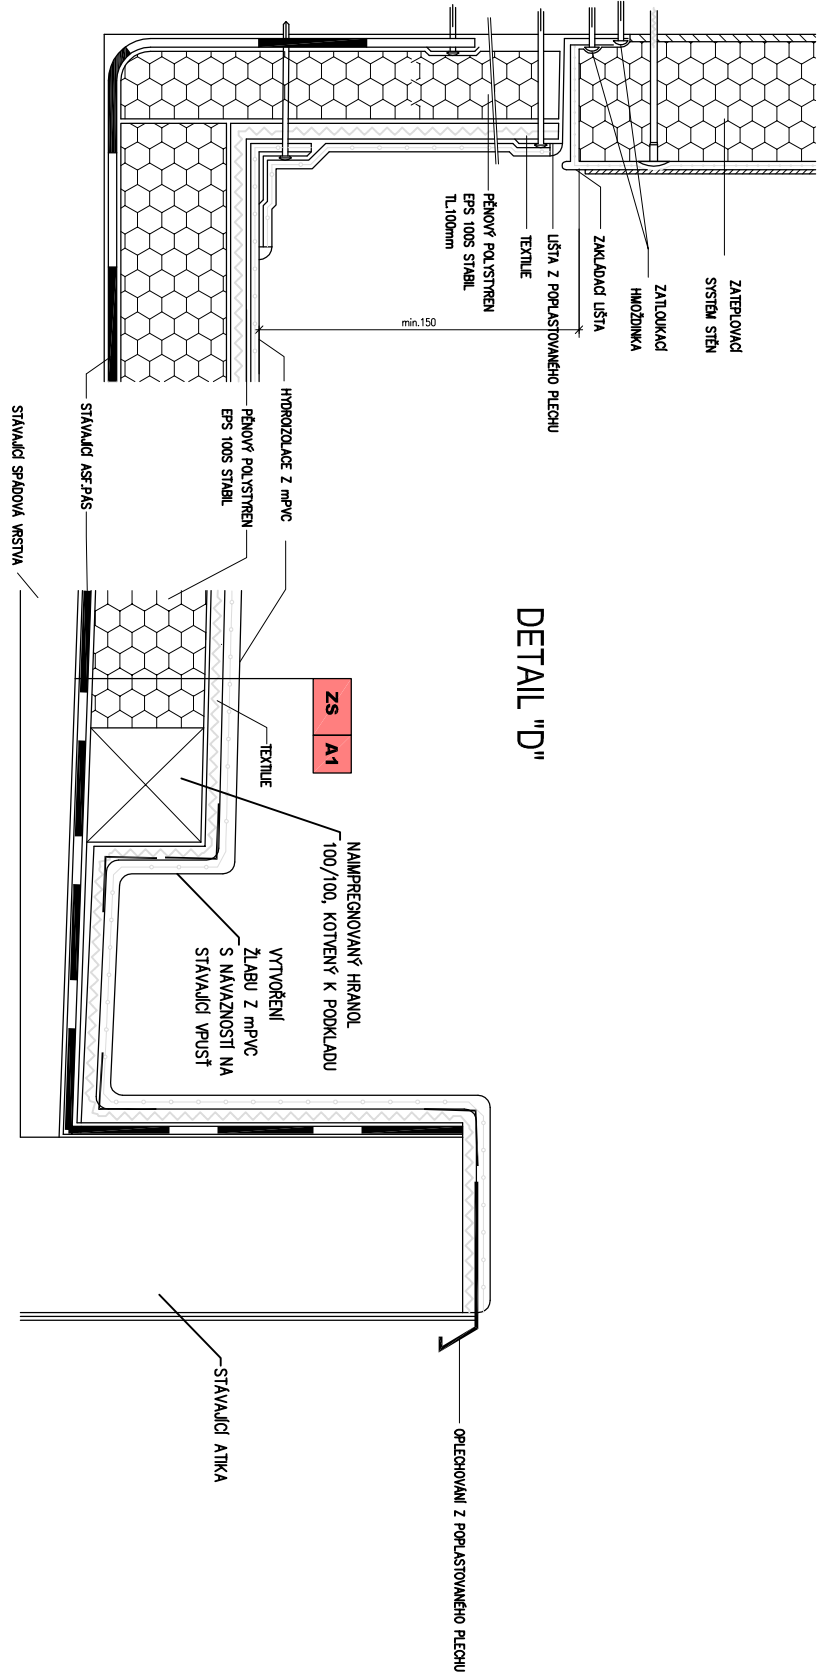 DETAIL "D"
ZATEPLOVACÍ
SYSTÉM STĚN
ZATLOUKACÍ
HMOŽDINKA
ZAKLÁDACÍ LIŠTA
LIŠTA Z POPLASTOVANÉHO PLECHU
TEXTILIE
PĚNOVÝ POLYSTYREN
EPS 100S STABIL
TL.100mm
min.150
HYDROIZOLACE Z mPVC
PĚNOVÝ POLYSTYREN
EPS 100S STABIL
STÁVAJÍCÍ ASF.PÁS
STÁVAJÍCÍ SPÁDOVÁ VRSTVA
ZS A1
TEXTILIE
NAIMPREGNOVANÝ HRANOL
100/100, KOTVENÝ K PODKLADU
VYTVOŘENÍ
ŽLABU Z mPVC
S NÁVAZNOSTÍ NA
STÁVAJÍCÍ VPUSŤ
STÁVAJÍCÍ ATIKA
OPLECHOVÁNÍ Z POPLASTOVANÉHO PLECHU